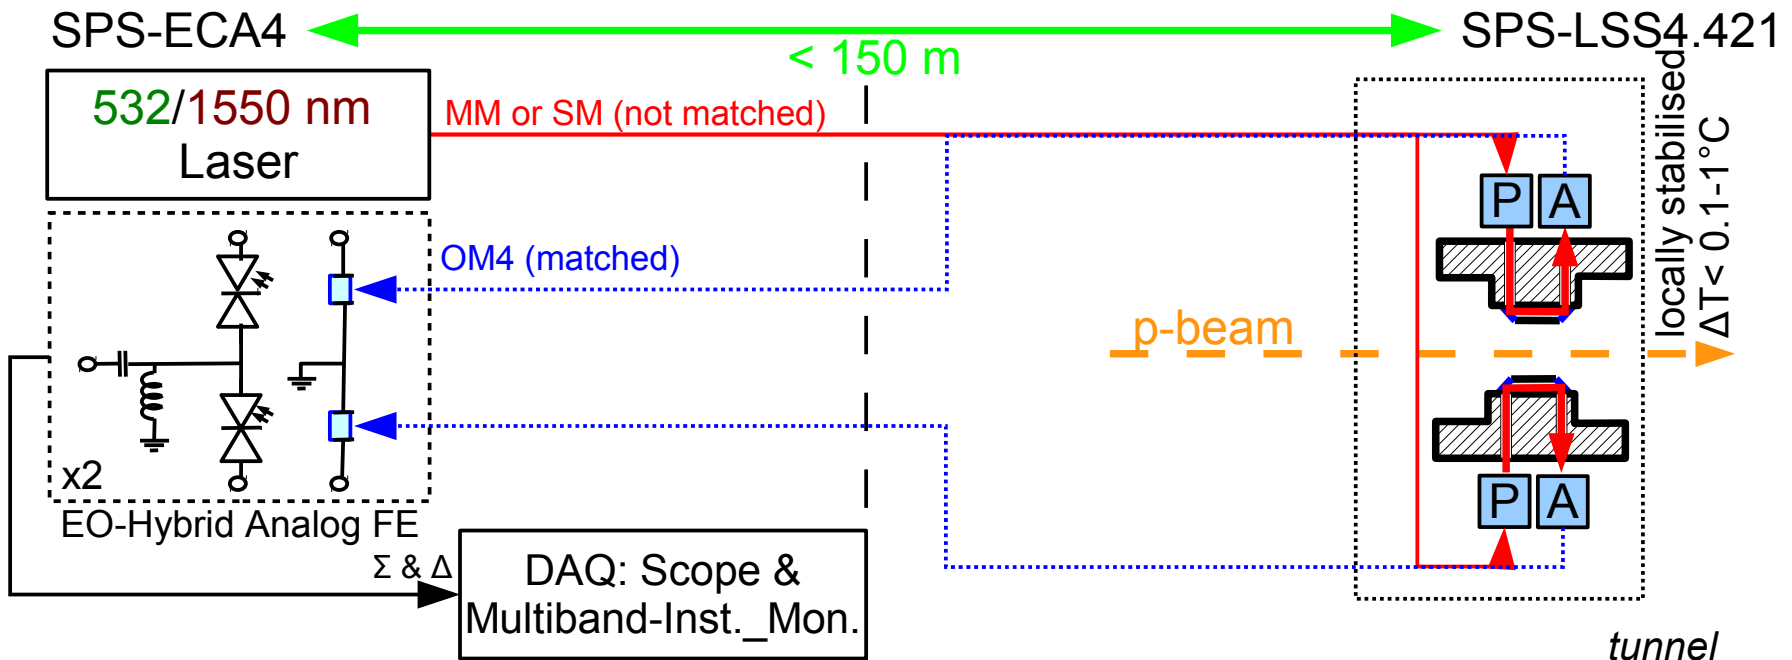 SPS-ECA4
< 150 m
SPS-LSS4.421
532/1550 nm
Laser
MM or SM (not matched)
OM4 (matched)
P A
locally stabilised
ΔT< 0.1-1°C
p-beam
x2
EO-Hybrid Analog FE
P A
Σ & Δ
DAQ: Scope &
Multiband-Inst._Mon.
tunnel